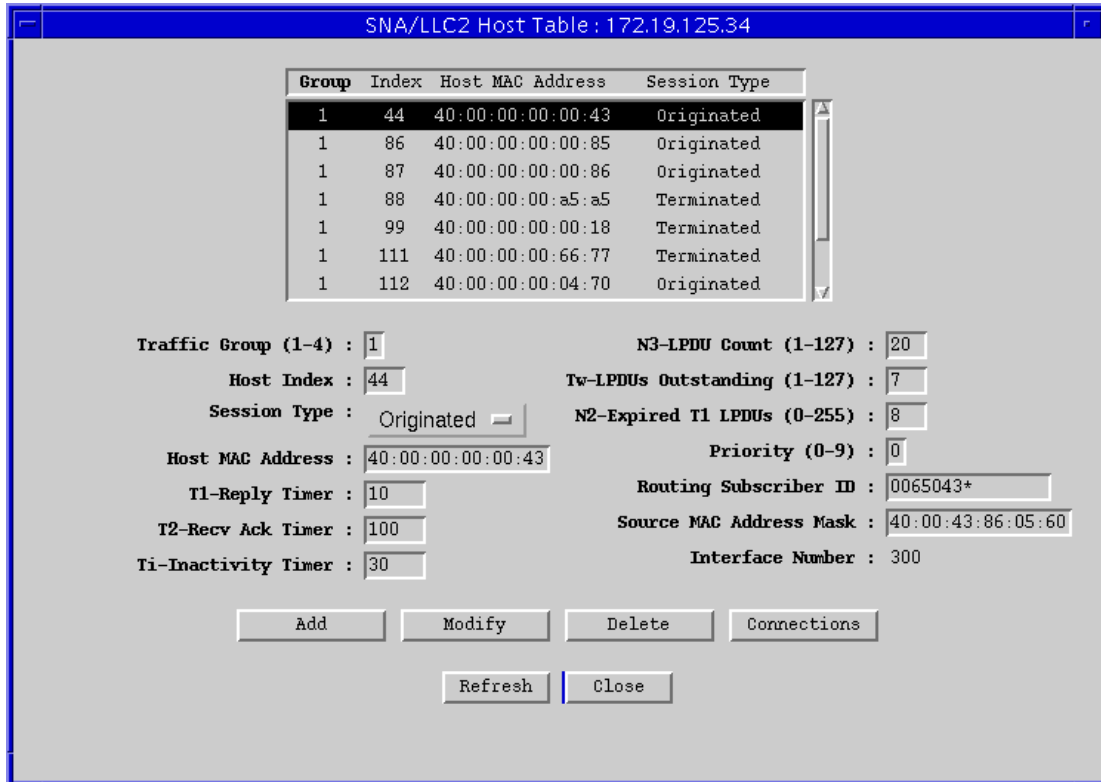 SNA/LLC2 Host Table : 172.19.125.34
Group Index Host MAC Address Session Type
1 44 40:00:00:00:00:43 Originated
1 86 40:00:00:00:00:85 Originated
1 87 40:00:00:00:00:86 Originated
1 88 40:00:00:00:a5:a5 Terminated
1 99 40:00:00:00:00:18 Terminated
1 111 40:00:00:00:66:77 Terminated
1 112 40:00:00:00:04:70 Originated
Traffic Group (1-4) : 1
Host Index : 44
Session Type : Originated
Host MAC Address : 40:00:00:00:00:43
T1-Reply Timer : 10
T2-Recv Ack Timer : 100
Ti-Inactivity Timer : 30
N3-LPDU Count (1-127) : 20
Tw-LPDUs Outstanding (1-127) : 7
N2-Expired T1 LPDUs (0-255) : 8
Priority (0-9) : 0
Routing Subscriber ID : 0065043*
Source MAC Address Mask : 40:00:43:86:05:60
Interface Number : 300
Add Modify Delete Connections
Refresh Close